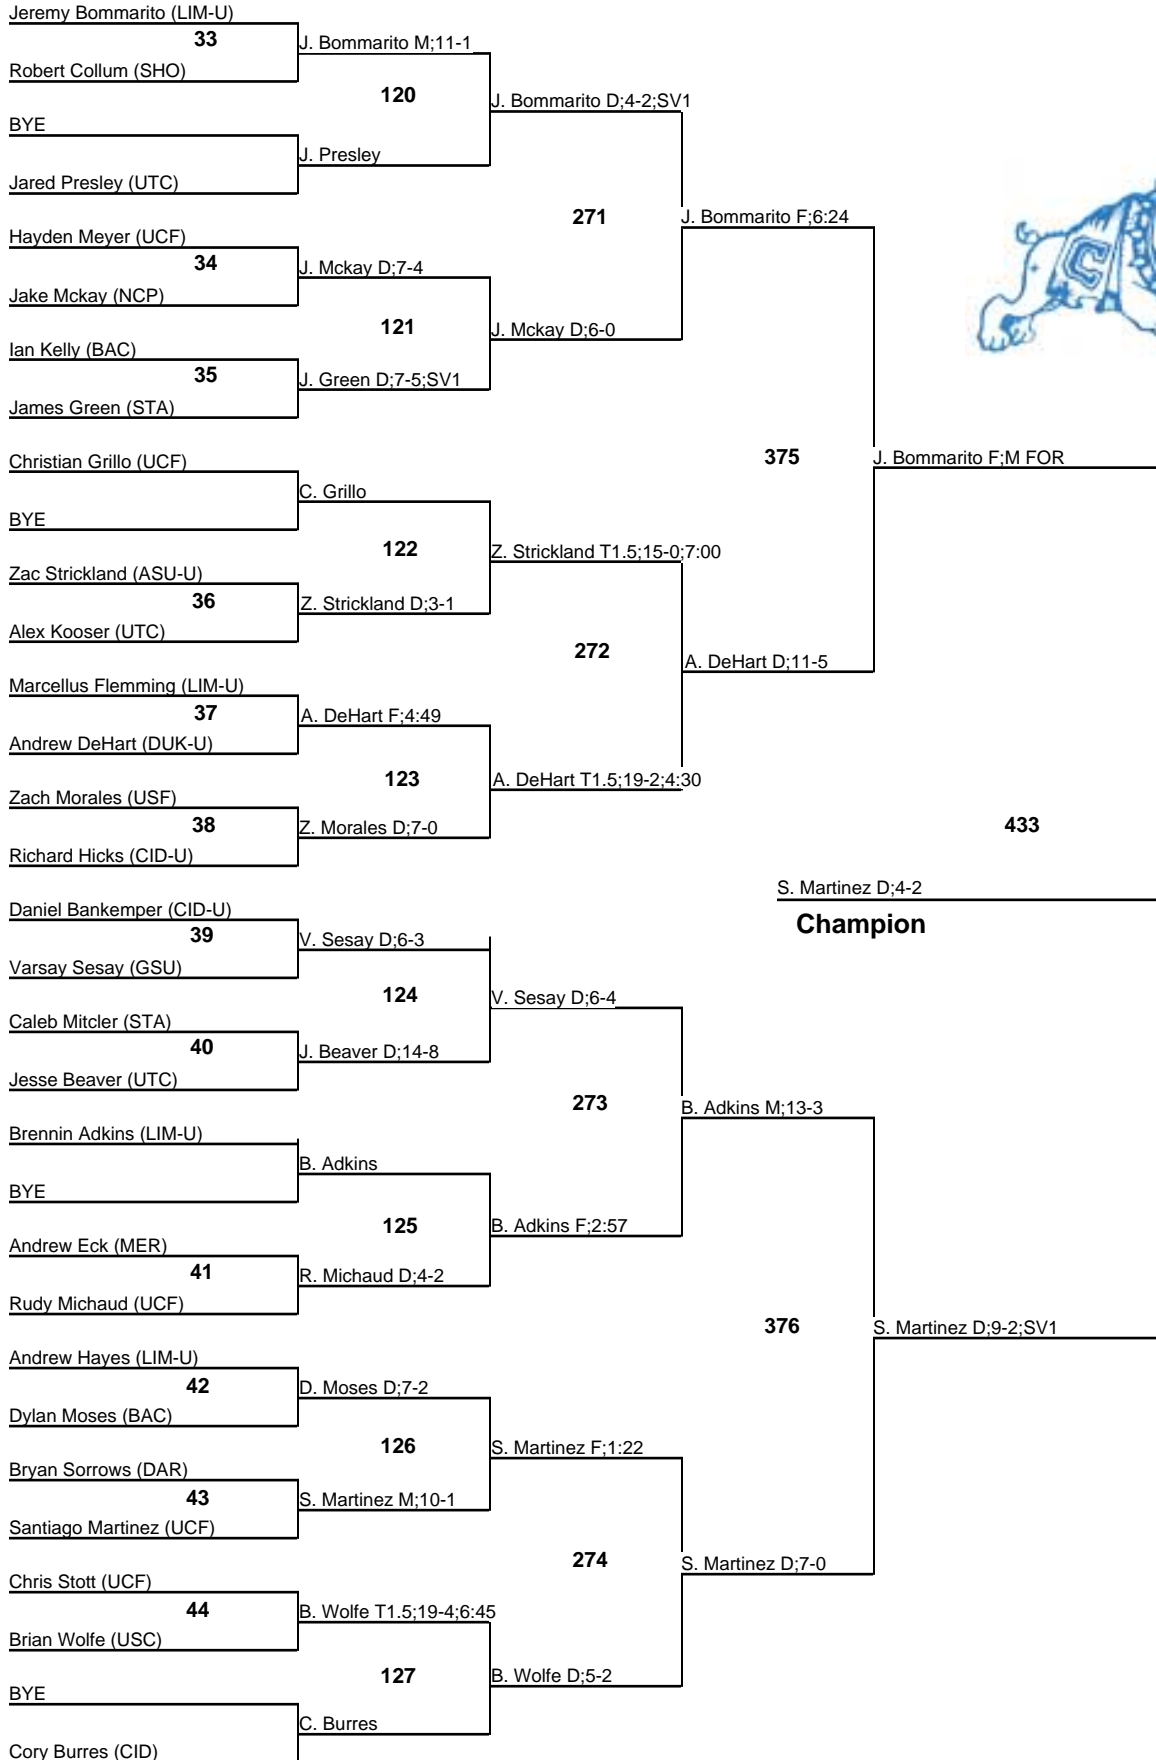 Jeremy Bommarito (LIM-U)
33
J. Bommarito M;11-1
Robert Collum (SHO)
120
J. Bommarito D;4-2;SV1
BYE
J. Presley
Jared Presley (UTC)
271
J. Bommarito F;6:24
Hayden Meyer (UCF)
34
J. Mckay D;7-4
Jake Mckay (NCP)
121
J. Mckay D;6-0
Ian Kelly (BAC)
35
J. Green D;7-5;SV1
James Green (STA)
375
J. Bommarito F;M FOR
Christian Grillo (UCF)
C. Grillo
BYE
122
Z. Strickland T1.5;15-0;7:00
Zac Strickland (ASU-U)
36
Z. Strickland D;3-1
Alex Kooser (UTC)
272
A. DeHart D;11-5
Marcellus Flemming (LIM-U)
37
A. DeHart F;4:49
Andrew DeHart (DUK-U)
123
A. DeHart T1.5;19-2;4:30
Zach Morales (USF)
38
Z. Morales D;7-0
Richard Hicks (CID-U)
433
S. Martinez D;4-2
Champion
Daniel Bankemper (CID-U)
39
V. Sesay D;6-3
Varsay Sesay (GSU)
124
V. Sesay D;6-4
Caleb Mitcler (STA)
40
J. Beaver D;14-8
Jesse Beaver (UTC)
273
B. Adkins M;13-3
Brennin Adkins (LIM-U)
B. Adkins
BYE
125
B. Adkins F;2:57
Andrew Eck (MER)
41
R. Michaud D;4-2
Rudy Michaud (UCF)
376
S. Martinez D;9-2;SV1
Andrew Hayes (LIM-U)
42
D. Moses D;7-2
Dylan Moses (BAC)
126
S. Martinez F;1:22
Bryan Sorrows (DAR)
43
S. Martinez M;10-1
Santiago Martinez (UCF)
274
S. Martinez D;7-0
Chris Stott (UCF)
44
B. Wolfe T1.5;19-4;6:45
Brian Wolfe (USC)
127
B. Wolfe D;5-2
BYE
C. Burres
Cory Burres (CID)
C